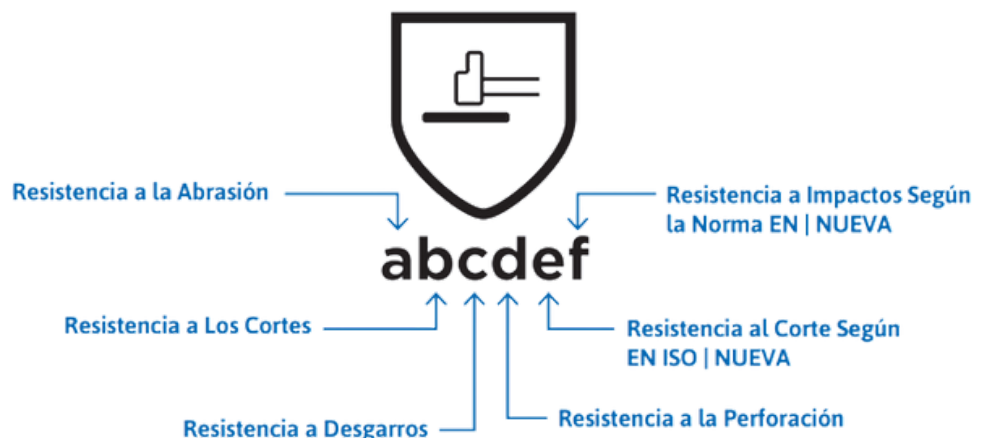 Resistencia a la Abrasión
Resistencia a Impactos Según
la Norma EN | NUEVA
abcdef
Resistencia a Los Cortes
Resistencia al Corte Según
EN ISO | NUEVA
Resistencia a Desgarros
Resistencia a la Perforación